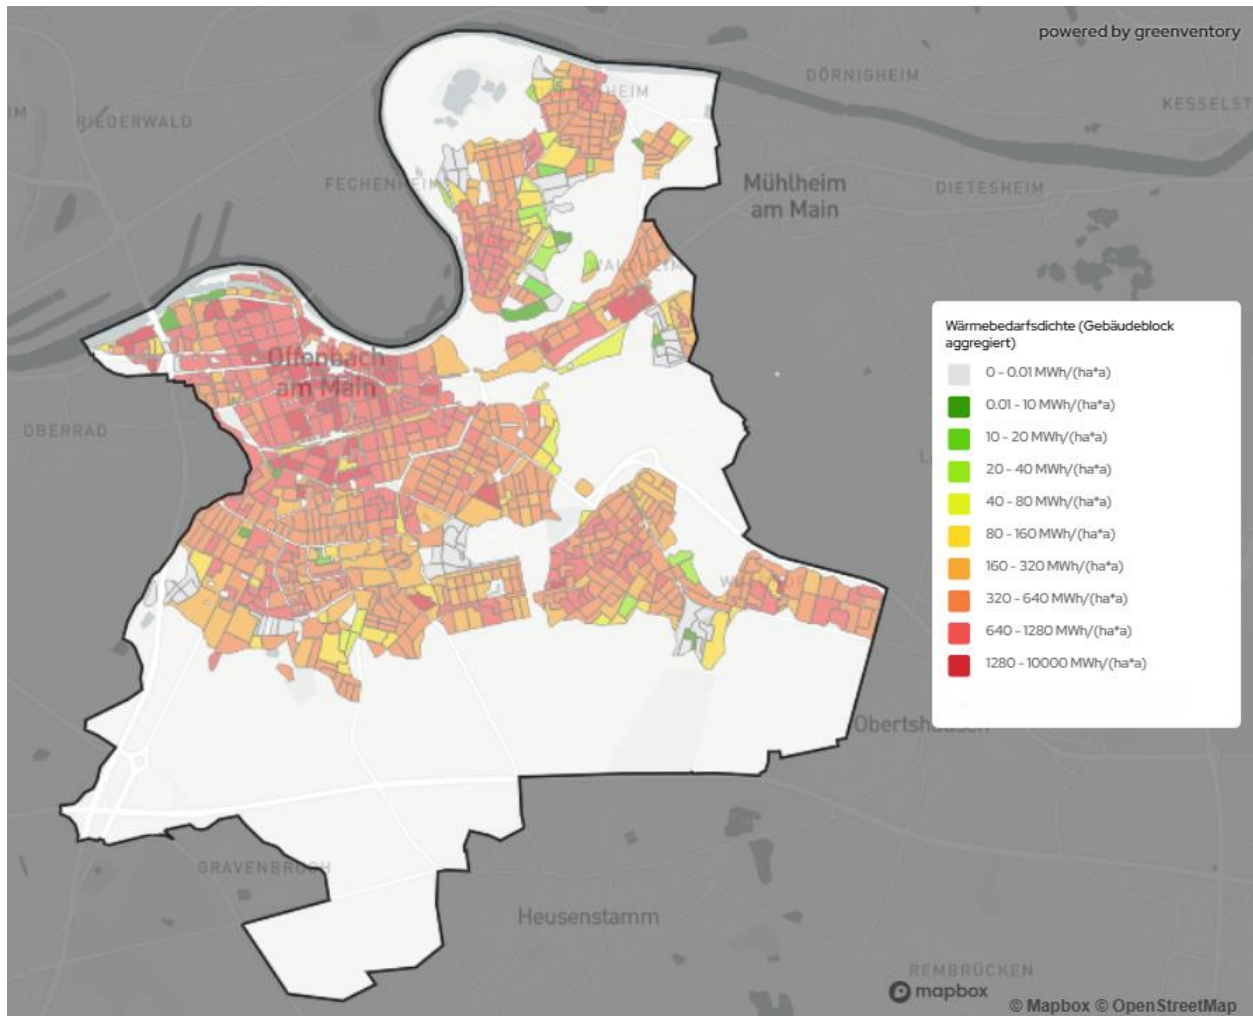 powered by greenventory
DÖRNIGHEIM
RIEDERWALD
FECHENHEIM
Mühlheim
am Main
DIETESHEIM
Offenbach
am Main
OBERRAD
Wärmebedarfsdichte (Gebäudeblock
aggregiert)
0 - 0.01 MWh/(ha*a)
0.01 - 10 MWh/(ha*a)
10 - 20 MWh/(ha*a)
20 - 40 MWh/(ha*a)
40 - 80 MWh/(ha*a)
80 - 160 MWh/(ha*a)
160 - 320 MWh/(ha*a)
320 - 640 MWh/(ha*a)
640 - 1280 MWh/(ha*a)
1280 - 10000 MWh/(ha*a)
Obertshausen
GRAVENBRUCH
Heusenstamm
REMBRÜCKEN
mapbox
© Mapbox © OpenStreetMap